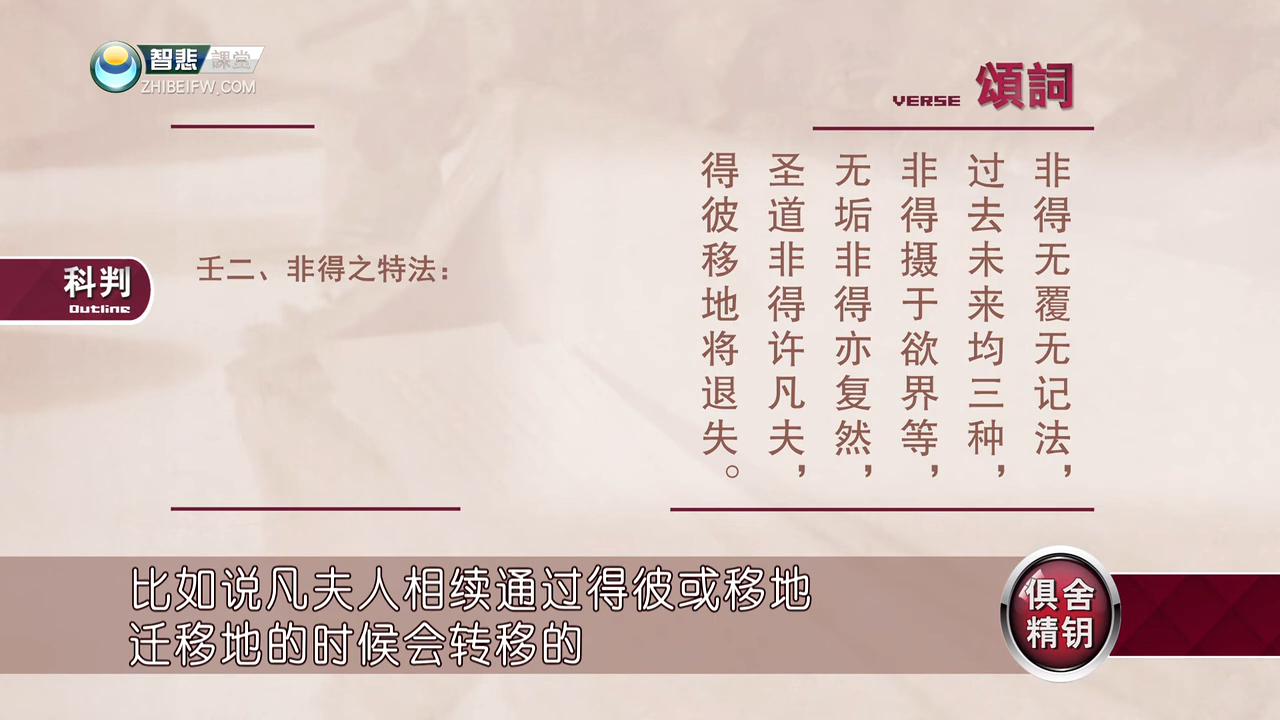 智悲課堂
ZHIBEIFW.COM
VERSE 頌詞
非得无覆无记法，
过去未来均三种，
非得摄于欲界等，
无垢非得亦复然，
圣道非得许凡夫，
得彼移地将退失。
科判
Outline
壬二、非得之特法：
比如说凡夫人相续通过得彼或移地
迁移地的时候会转移的
俱舍
精钥